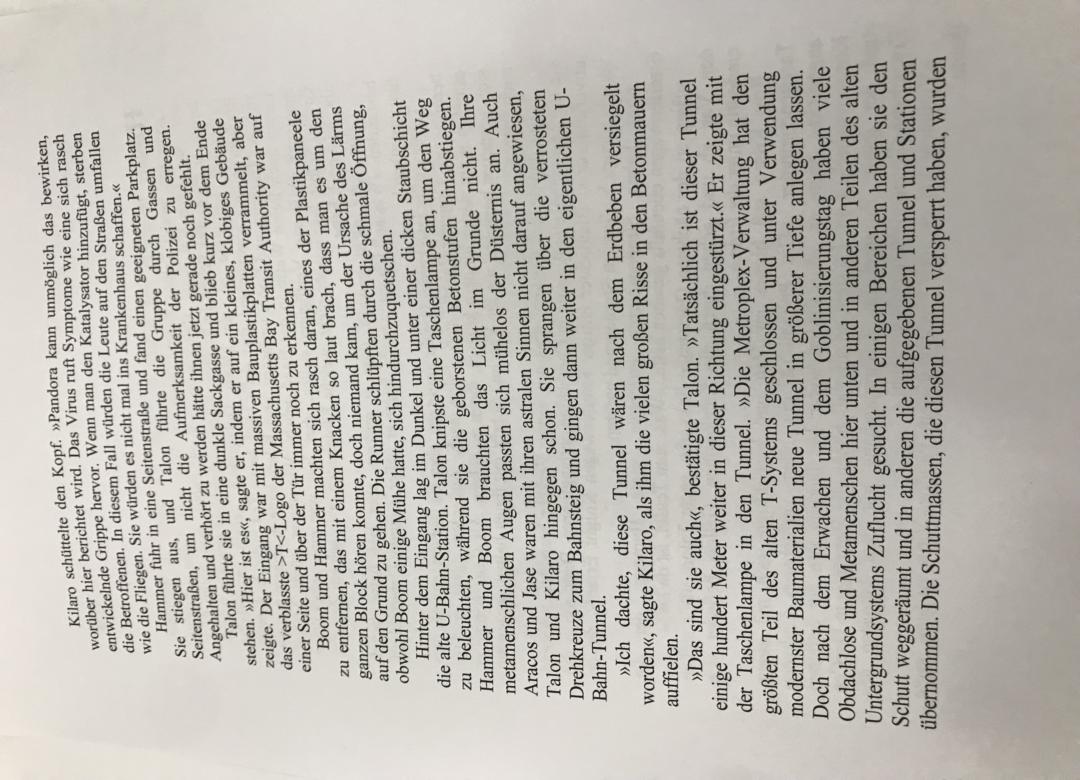 Kilaro schüttelte den Kopf. »Pandora kann unmöglich das bewirken,
worüber hier berichtet wird. Das Virus ruft Symptome wie eine sich rasch
entwickelnde Grippe hervor. Wenn man den Katalysator hinzufügt, sterben
die Betroffenen. In diesem Fall würden die Leute auf den Straßen umfallen
wie die Fliegen. Sie würden es nicht mal ins Krankenhaus schaffen.«
Hammer fuhr in eine Seitenstraße und fand einen geeigneten Parkplatz.
Sie stiegen aus, und Talon führte die Gruppe durch Gassen und
Seitenstraßen, um nicht die Aufmerksamkeit der Polizei zu erregen.
Angehalten und verhört zu werden hätte ihnen jetzt gerade noch gefehlt.
Talon führte sie in eine dunkle Sackgasse und blieb kurz vor dem Ende
stehen. »Hier ist es«, sagte er, indem er auf ein kleines, klobiges Gebäude
zeigte. Der Eingang war mit massiven Bauplastikplatten verrammelt, aber
das verblasste >T<-Logo der Massachusetts Bay Transit Authority war auf
einer Seite und über der Tür immer noch zu erkennen.
Boom und Hammer machten sich rasch daran, eines der Plastikpaneele
zu entfernen, das mit einem Knacken so laut brach, dass man es um den
ganzen Block hören konnte, doch niemand kam, um der Ursache des Lärms
auf den Grund zu gehen. Die Runner schlüpften durch die schmale Öffnung,
obwohl Boom einige Mühe hatte, sich hindurchzuquetschen.
Hinter dem Eingang lag im Dunkel und unter einer dicken Staubschicht
die alte U-Bahn-Station. Talon knipste eine Taschenlampe an, um den Weg
zu beleuchten, während sie die geborstenen Betonstufen hinabstiegen.
Hammer und Boom brauchten das Licht im Grunde nicht. Ihre
metamenschlichen Augen passten sich mühelos der Düsternis an. Auch
Aracos und Jase waren mit ihren astralen Sinnen nicht darauf angewiesen,
Talon und Kilaro hingegen schon. Sie sprangen über die verrosteten
Drehkreuze zum Bahnsteig und gingen dann weiter in den eigentlichen U-
Bahn-Tunnel.
»Ich dachte, diese Tunnel wären nach dem Erdbeben versiegelt
worden«, sagte Kilaro, als ihm die vielen großen Risse in den Betonmauern
auffielen.
»Das sind sie auch«, bestätigte Talon. »Tatsächlich ist dieser Tunnel
einige hundert Meter weiter in dieser Richtung eingestürzt.« Er zeigte mit
der Taschenlampe in den Tunnel. »Die Metroplex-Verwaltung hat den
größten Teil des alten T-Systems geschlossen und unter Verwendung
modernster Baumaterialien neue Tunnel in größerer Tiefe anlegen lassen.
Doch nach dem Erwachen und dem Goblinisierungstag haben viele
Obdachlose und Metamenschen hier unten und in anderen Teilen des alten
Untergrundsystems Zuflucht gesucht. In einigen Bereichen haben sie den
Schutt weggeräumt und in anderen die aufgegebenen Tunnel und Stationen
übernommen. Die Schuttmassen, die diesen Tunnel versperrt haben, wurden